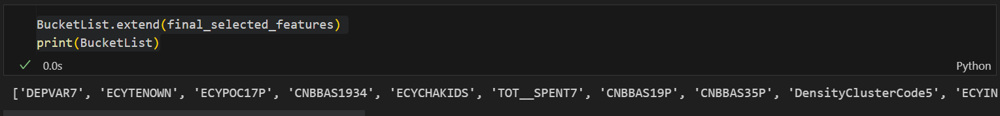 BucketList.extend(final_selected_features)
print(BucketList)
0.0s
Python
['DEPVAR7', 'ECYTENOWN', 'ECYPOC17P', 'CNBBAS1934', 'ECYCHAKIDS', 'TOT__SPENT7', 'CNBBAS19P', 'CNBBAS35P', 'DensityClusterCode5', 'ECYIN